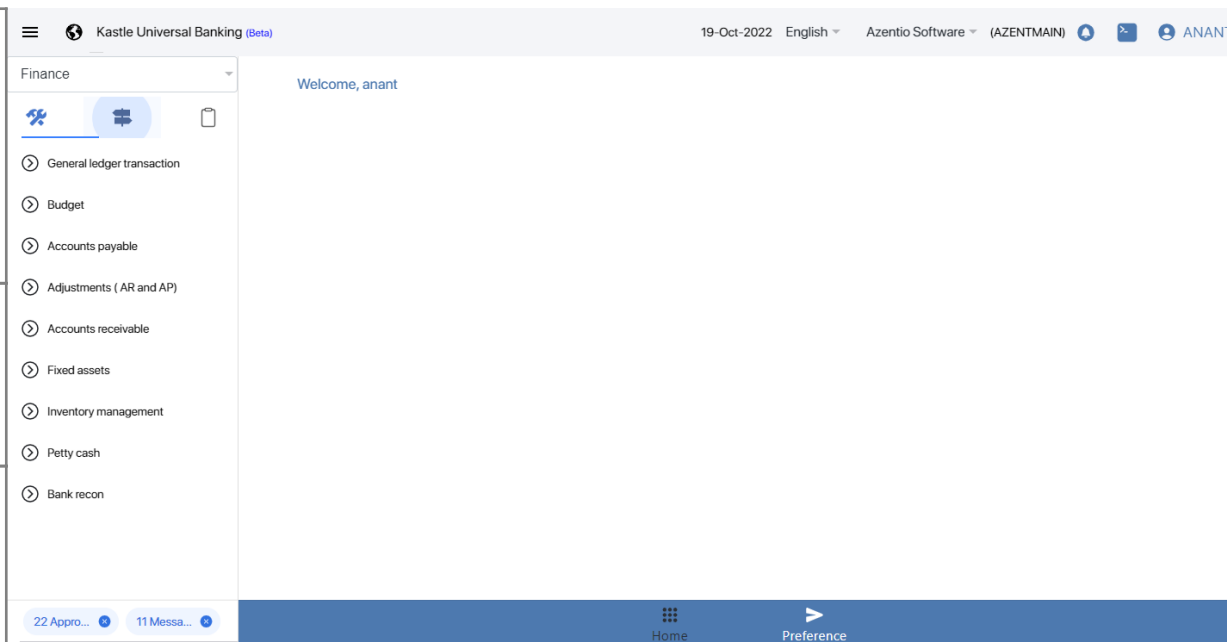 Kastle Universal Banking (Beta)
19-Oct-2022 English Azentio Software (AZENTMAIN) ANANT
Finance
Welcome, anant
General ledger transaction
Budget
Accounts payable
Adjustments ( AR and AP)
Accounts receivable
Fixed assets
Inventory management
Petty cash
Bank recon
22 Appro... 11 Messa...
Home Preference